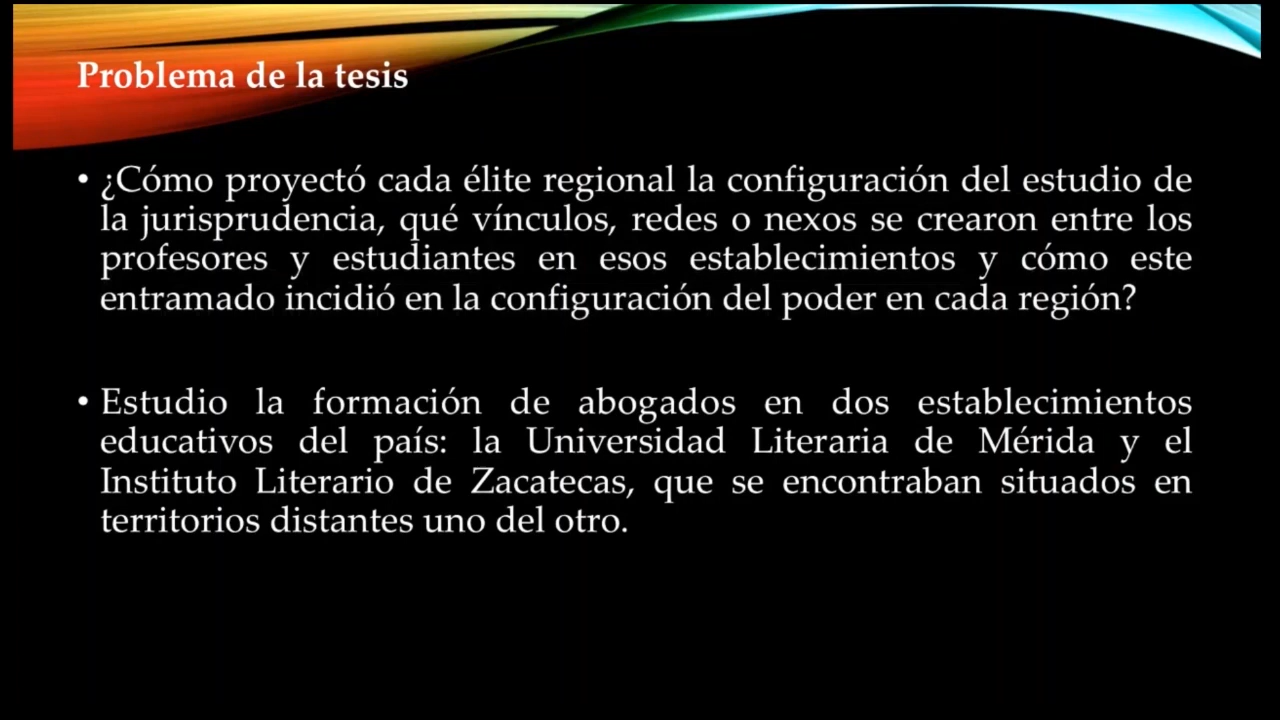 Problema de la tesis
• ¿Cómo proyectó cada élite regional la configuración del estudio de
la jurisprudencia, qué vínculos, redes o nexos se crearon entre los
profesores y estudiantes en esos establecimientos y cómo este
entramado incidió en la configuración del poder en cada región?
• Estudio la formación de abogados en dos establecimientos
educativos del país: la Universidad Literaria de Mérida y el
Instituto Literario de Zacatecas, que se encontraban situados en
territorios distantes uno del otro.